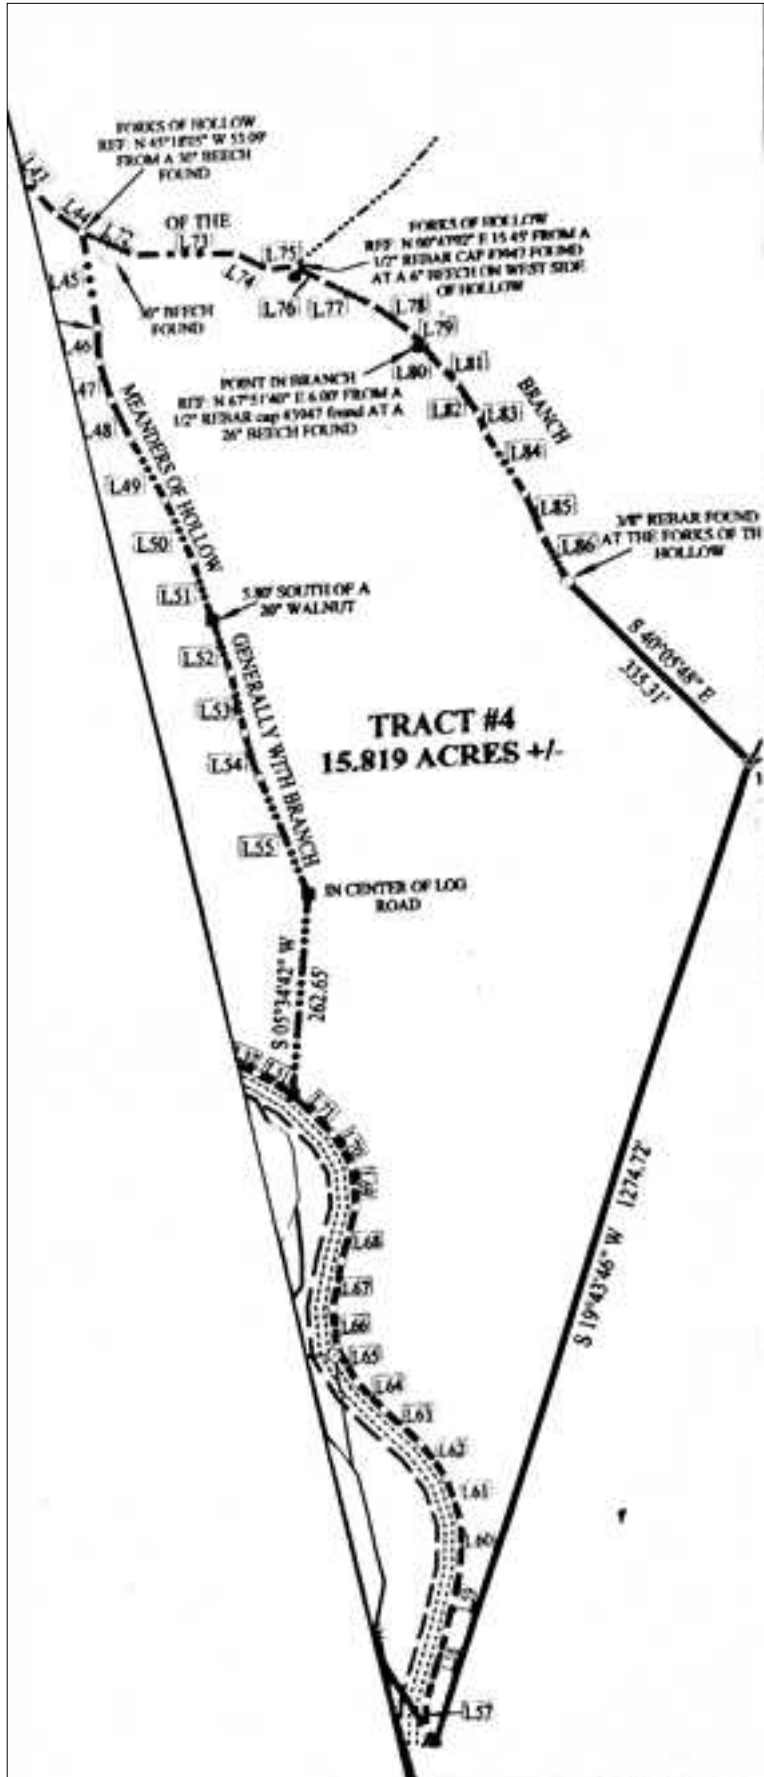 FORKS OF HOLLOW
REF: N 45°18'05" W 53.09'
FROM A 30" BEECH
FOUND
L43
L44
L72
OF THE
L73
L74
L75
FORKS OF HOLLOW
REF: N 00°43'02" E 15.45' FROM A
1/2" REBAR CAP #3947 FOUND
AT A 6" BEECH ON WEST SIDE
OF HOLLOW
L45
BEECH
FOUND
L76
L77
L78
L79
L46
L80
L81
POINT IN BRANCH
REF: N 67°51'40" E 6.00' FROM A
1/2" REBAR cap #3947 found AT A
26" BEECH FOUND
L47
L82
L83
BRANCH
L48
MEANDERS OF HOLLOW
L84
L49
L85
L50
L86
3/8" REBAR FOUND
AT THE FORKS OF TH
HOLLOW
L51
5.80' SOUTH OF A
20" WALNUT
L52
GENERALLY WITH BRANCH
S 40°05'48" E
335.31'
L53
TRACT #4
15.819 ACRES +/-
L54
L55
IN CENTER OF LOG
ROAD
S 05°34'42" W
262.65'
L71
L70
L69
S 19°43'46" W 1274.72'
L68
L67
L66
L65
L64
L63
L62
L61
L60
L59
L58
L57